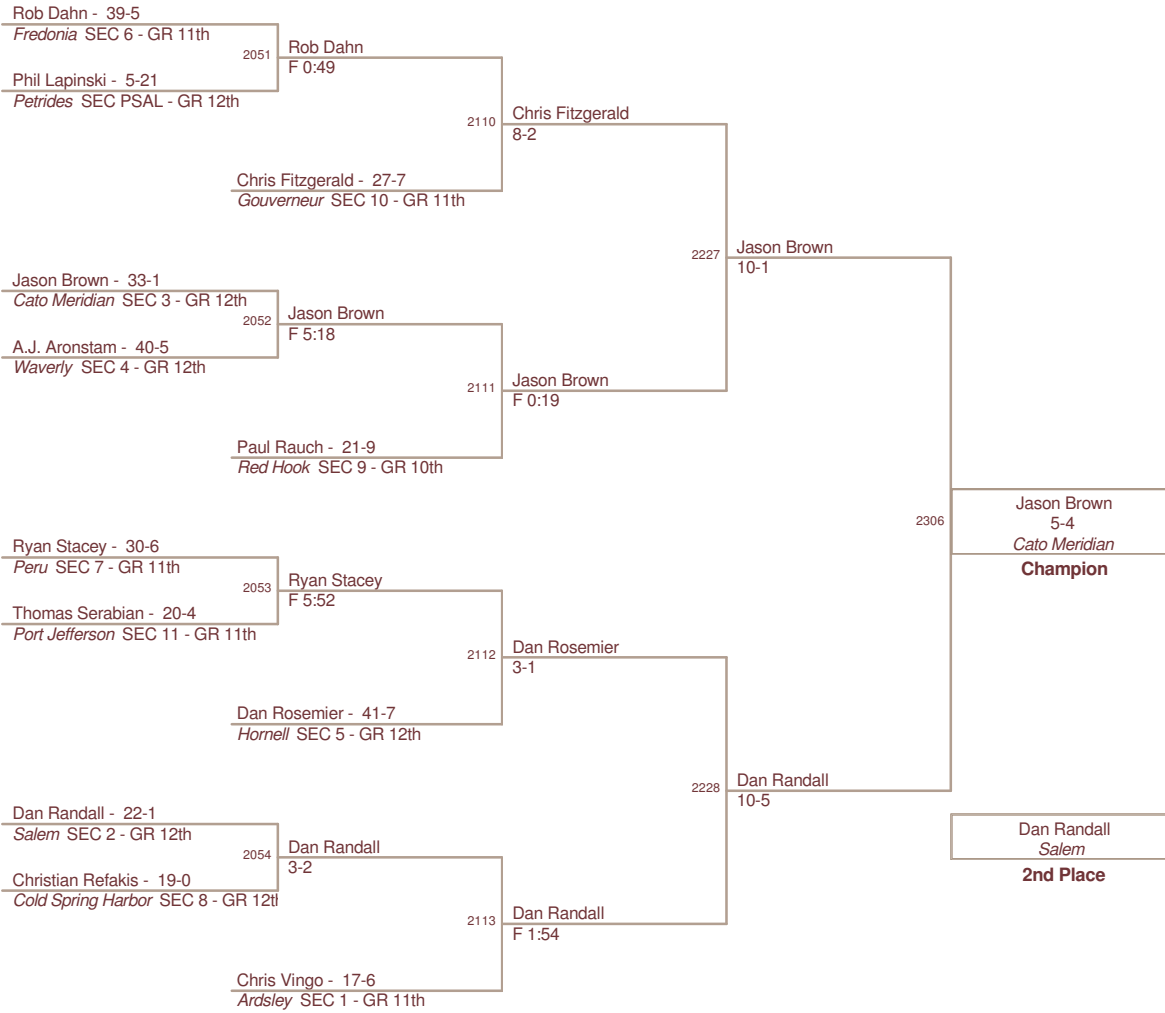 Rob Dahn - 39-5
Fredonia SEC 6 - GR 11th
2051
Rob Dahn
F 0:49
Phil Lapinski - 5-21
Petrides SEC PSAL - GR 12th
2110
Chris Fitzgerald
8-2
Chris Fitzgerald - 27-7
Gouverneur SEC 10 - GR 11th
2227
Jason Brown
10-1
Jason Brown - 33-1
Cato Meridian SEC 3 - GR 12th
2052
Jason Brown
F 5:18
A.J. Aronstam - 40-5
Waverly SEC 4 - GR 12th
2111
Jason Brown
F 0:19
Paul Rauch - 21-9
Red Hook SEC 9 - GR 10th
2306
Jason Brown
5-4
Cato Meridian
Champion
Ryan Stacey - 30-6
Peru SEC 7 - GR 11th
2053
Ryan Stacey
F 5:52
Thomas Serabian - 20-4
Port Jefferson SEC 11 - GR 11th
2112
Dan Rosemier
3-1
Dan Rosemier - 41-7
Hornell SEC 5 - GR 12th
2228
Dan Randall
10-5
Dan Randall - 22-1
Salem SEC 2 - GR 12th
2054
Dan Randall
3-2
Christian Refakis - 19-0
Cold Spring Harbor SEC 8 - GR 12th
2113
Dan Randall
F 1:54
Chris Vingo - 17-6
Ardsley SEC 1 - GR 11th
Dan Randall
Salem
2nd Place